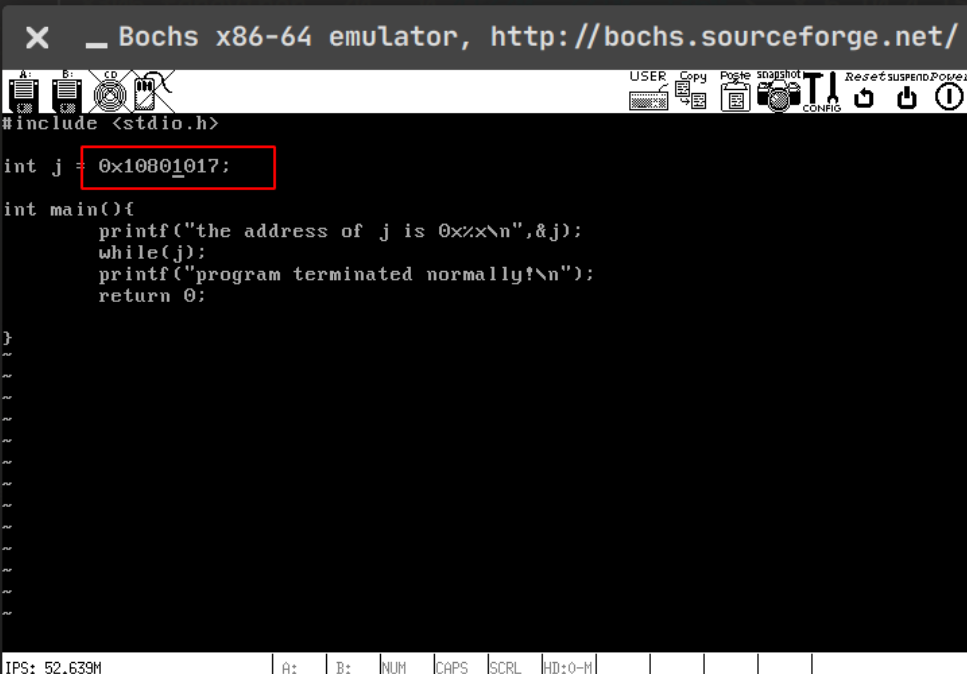 Bochs x86-64 emulator, http://bochs.sourceforge.net/
A: B: CD USER Copy Paste snapshot CONFIG Reset SUSPEND Power
#include <stdio.h>
int j = 0x10801017;
int main(){
printf("the address of j is 0x%x\n",&j);
while(j);
printf("program terminated normally!\n");
return 0;
}
~
~
~
~
~
~
~
~
~
~
~
~
~
IPS: 52.639M A: B: NUM CAPS SCRL HD:0-M